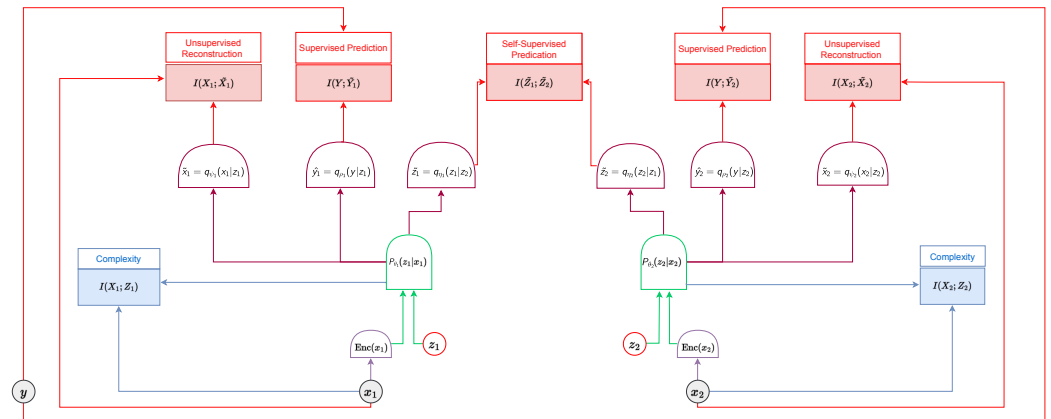 Unsupervised
Reconstruction
Supervised Prediction
Self-Supervised
Predication
Supervised Prediction
Unsupervised
Reconstruction
I(X₁; X̃₁)
I(Y; Ỹ₁)
I(Z̃₁; Z̃₂)
I(Y; Ỹ₂)
I(X₂; X̃₂)
x̃₁ = q_ψ₁(x₁|z₁)
ŷ₁ = q_ρ₁(y|z₁)
z̃₁ = q_η₁(z₁|z₂)
z̃₂ = q_η₂(z₂|z₁)
ŷ₂ = q_ρ₂(y|z₂)
x̃₂ = q_ψ₂(x₂|z₂)
Complexity
P_θ₁(z₁|x₁)
P_θ₂(z₂|x₂)
Complexity
I(X₁; Z₁)
I(X₂; Z₂)
Enc(x₁)
z₁
z₂
Enc(x₂)
y
x₁
x₂